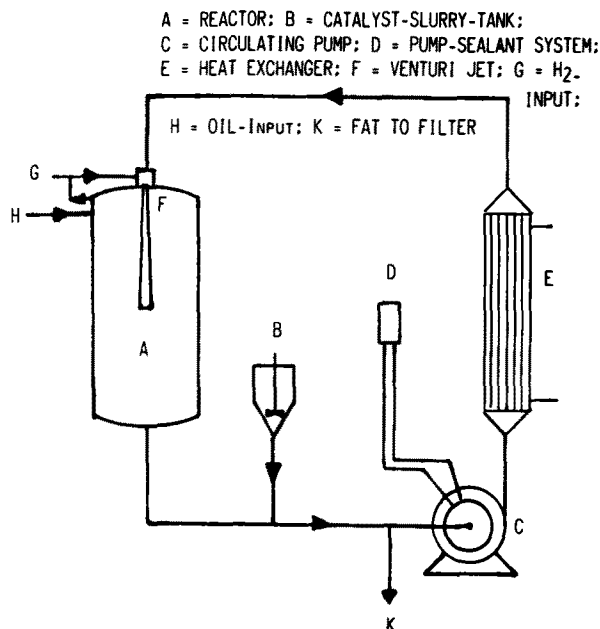 A = REACTOR; B = CATALYST-SLURRY-TANK;
C = CIRCULATING PUMP; D = PUMP-SEALANT SYSTEM;
E = HEAT EXCHANGER; F = VENTURI JET; G = H2-
INPUT;
H = OIL-INPUT; K = FAT TO FILTER
G
F
H
D
E
A
B
C
K